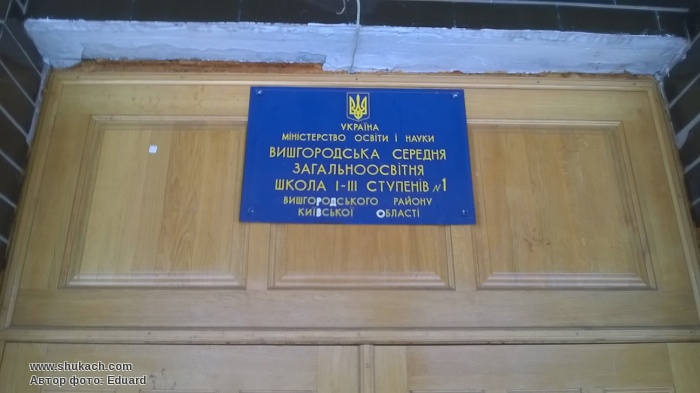 УКРАЇНА
МІНІСТЕРСТВО ОСВІТИ І НАУКИ
ВИШГОРОДСЬКА СЕРЕДНЯ
ЗАГАЛЬНООСВІТНЯ
ШКОЛА І-ІІІ СТУПЕНІВ №1
ВИШГОРОДСЬКОГО РАЙОНУ
КИЇВСЬКОЇ ОБЛАСТІ
www.shukach.com
Автор фото: Eduard